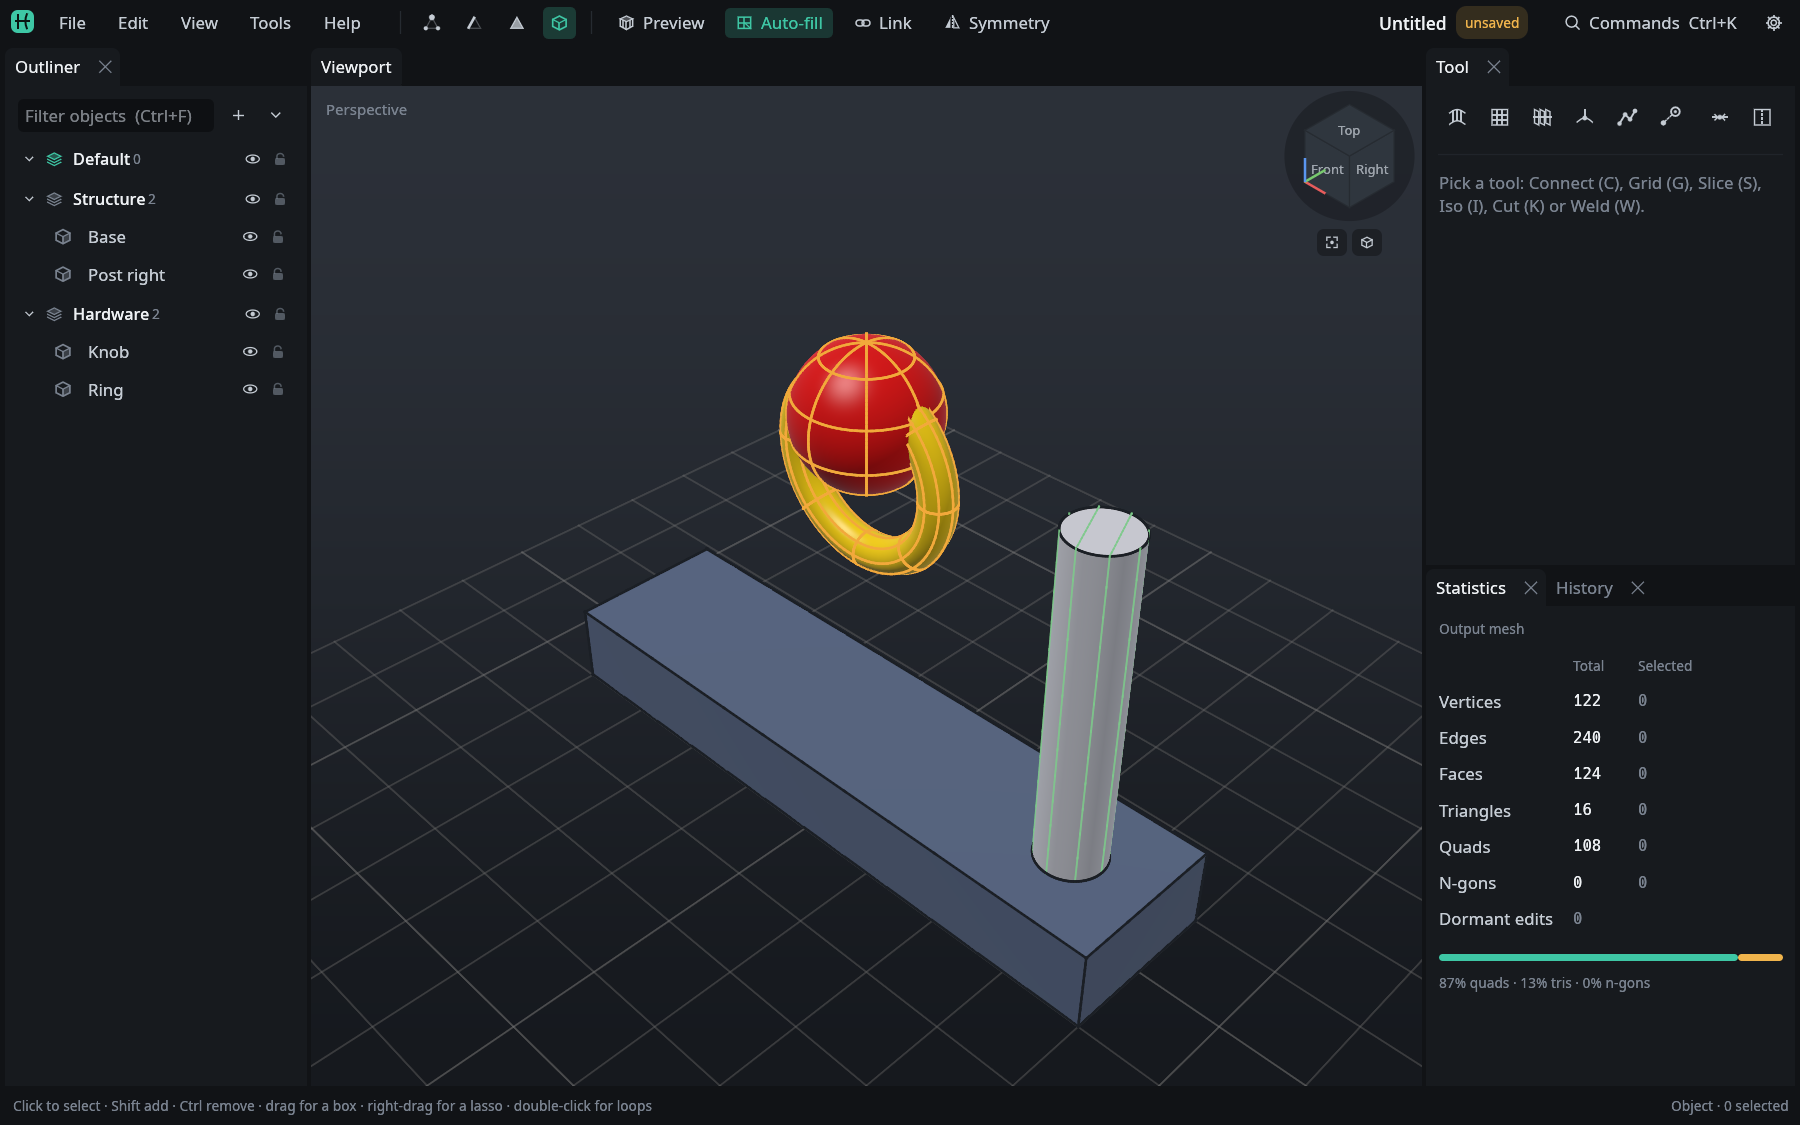 File Edit View Tools Help Preview Auto-fill Link Symmetry Untitled unsaved Commands Ctrl+K
Outliner
Viewport
Tool
Filter objects (Ctrl+F)
Default 0
Structure 2
Base
Post right
Hardware 2
Knob
Ring
Perspective
Top
Front Right
Pick a tool: Connect (C), Grid (G), Slice (S),
Iso (I), Cut (K) or Weld (W).
Statistics History
Output mesh
Total Selected
Vertices 122 0
Edges 240 0
Faces 124 0
Triangles 16 0
Quads 108 0
N-gons 0 0
Dormant edits 0
87% quads · 13% tris · 0% n-gons
Click to select · Shift add · Ctrl remove · drag for a box · right-drag for a lasso · double-click for loops
Object · 0 selected